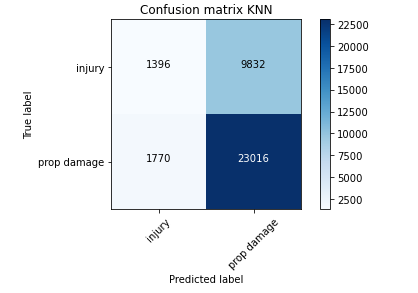 Confusion matrix KNN
True label
injury
prop damage
1396
9832
1770
23016
injury
prop damage
Predicted label
22500
20000
17500
15000
12500
10000
7500
5000
2500